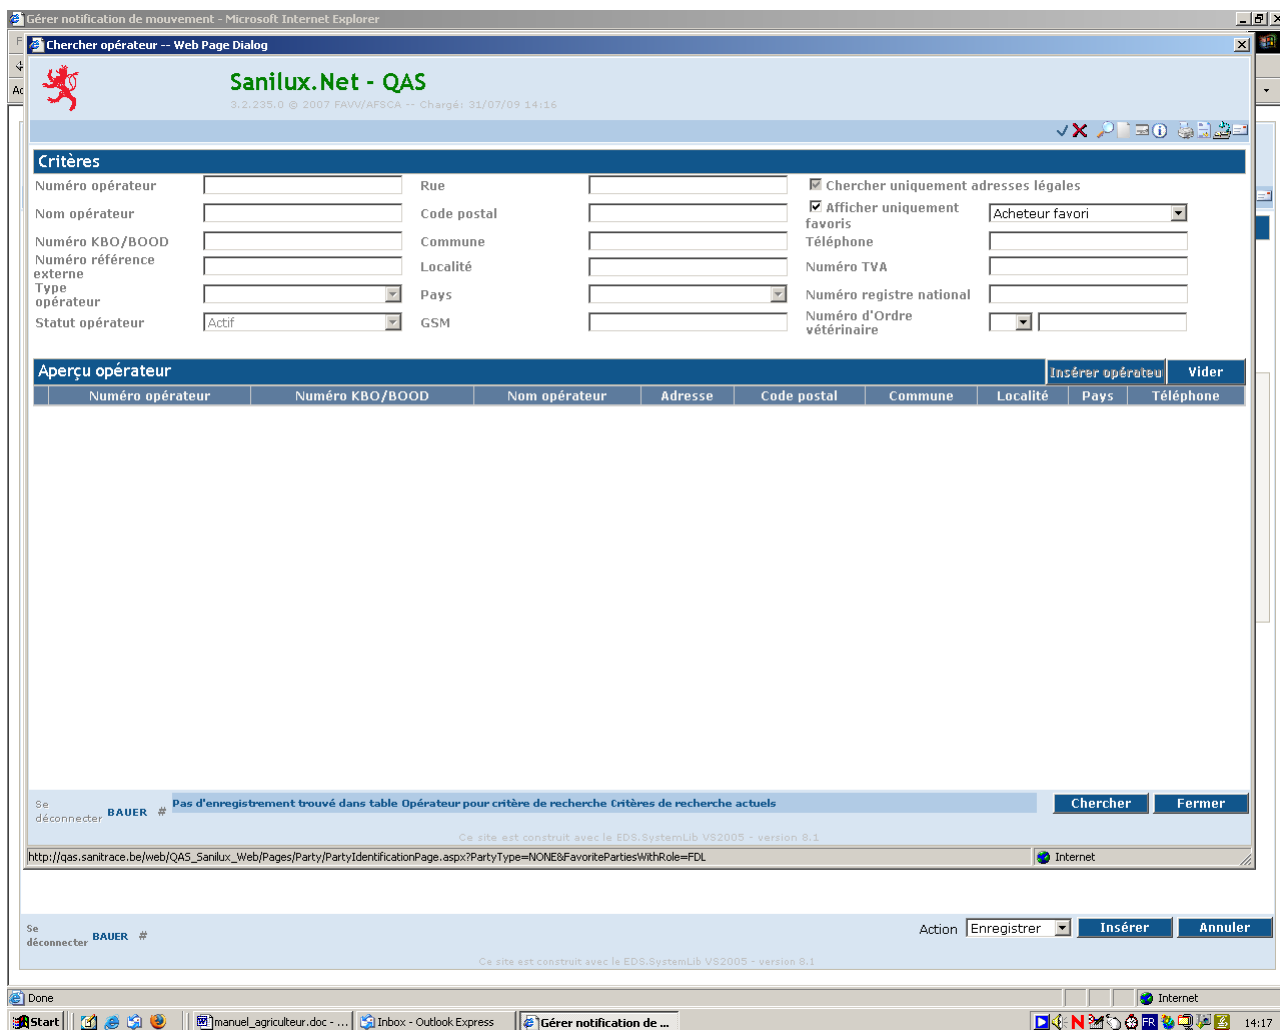 Gérer notification de mouvement - Microsoft Internet Explorer
Chercher opérateur -- Web Page Dialog
Sanilux.Net - QAS
3.2.235.0 @ 2007 FAVV/AFSCA -- Chargé: 31/07/09 14:16
Critères
Numéro opérateur Rue Chercher uniquement adresses légales
Nom opérateur Code postal Afficher uniquement favoris Acheteur favori
Numéro KBO/BOOD Commune Téléphone
Numéro référence externe Localité Numéro TVA
Type opérateur Pays Numéro registre national
Statut opérateur Actif GSM Numéro d'Ordre vétérinaire
Aperçu opérateur Insérer opérateu Vider
Numéro opérateur Numéro KBO/BOOD Nom opérateur Adresse Code postal Commune Localité Pays Téléphone
Se déconnecter BAUER # Pas d'enregistrement trouvé dans table Opérateur pour critère de recherche Critères de recherche actuels Chercher Fermer
Ce site est construit avec le EDS.SystemLib VS2005 - version 8.1
http://qas.sanitrace.be/web/QAS_Sanilux_Web/Pages/Party/PartyIdentificationPage.aspx?PartyType=NONE&FavoritePartiesWithRole=FDL Internet
Se déconnecter BAUER # Action Enregistrer Insérer Annuler
Ce site est construit avec le EDS.SystemLib VS2005 - version 8.1
Done Internet
Start manuel_agriculteur.doc - ... Inbox - Outlook Express Gérer notification de ... FR 14:17